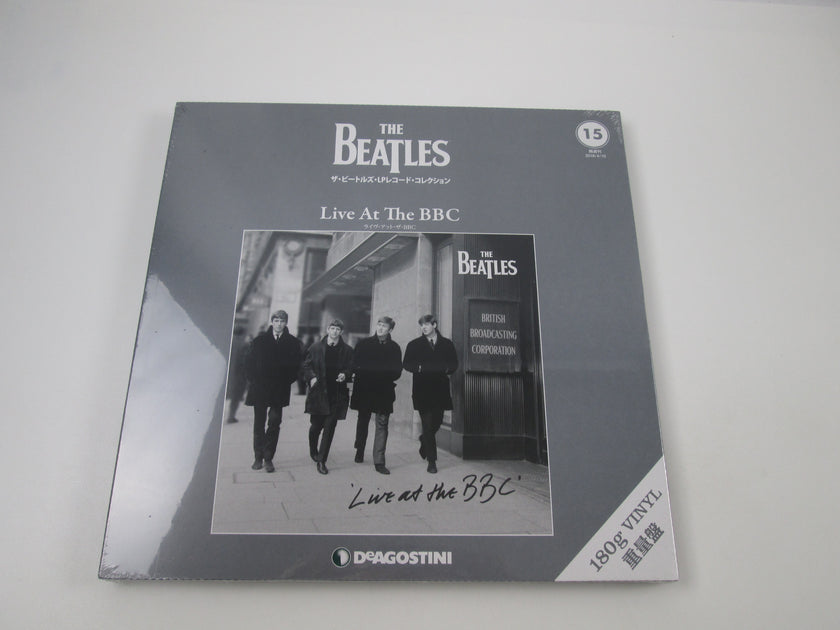 THE
BEATLES
ザ・ビートルズ・LPレコード・コレクション
15
Live At The BBC
ライヴ・アット・ザ・BBC
THE
BEATLES
BRITISH
BROADCASTING
CORPORATION
'Live at the BBC'
DeAGOSTINI
180g VINYL
重量盤